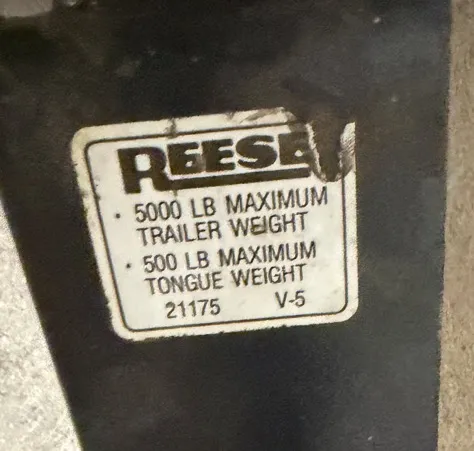 REESE
• 5000 LB MAXIMUM
TRAILER WEIGHT
• 500 LB MAXIMUM
TONGUE WEIGHT
21175 V-5